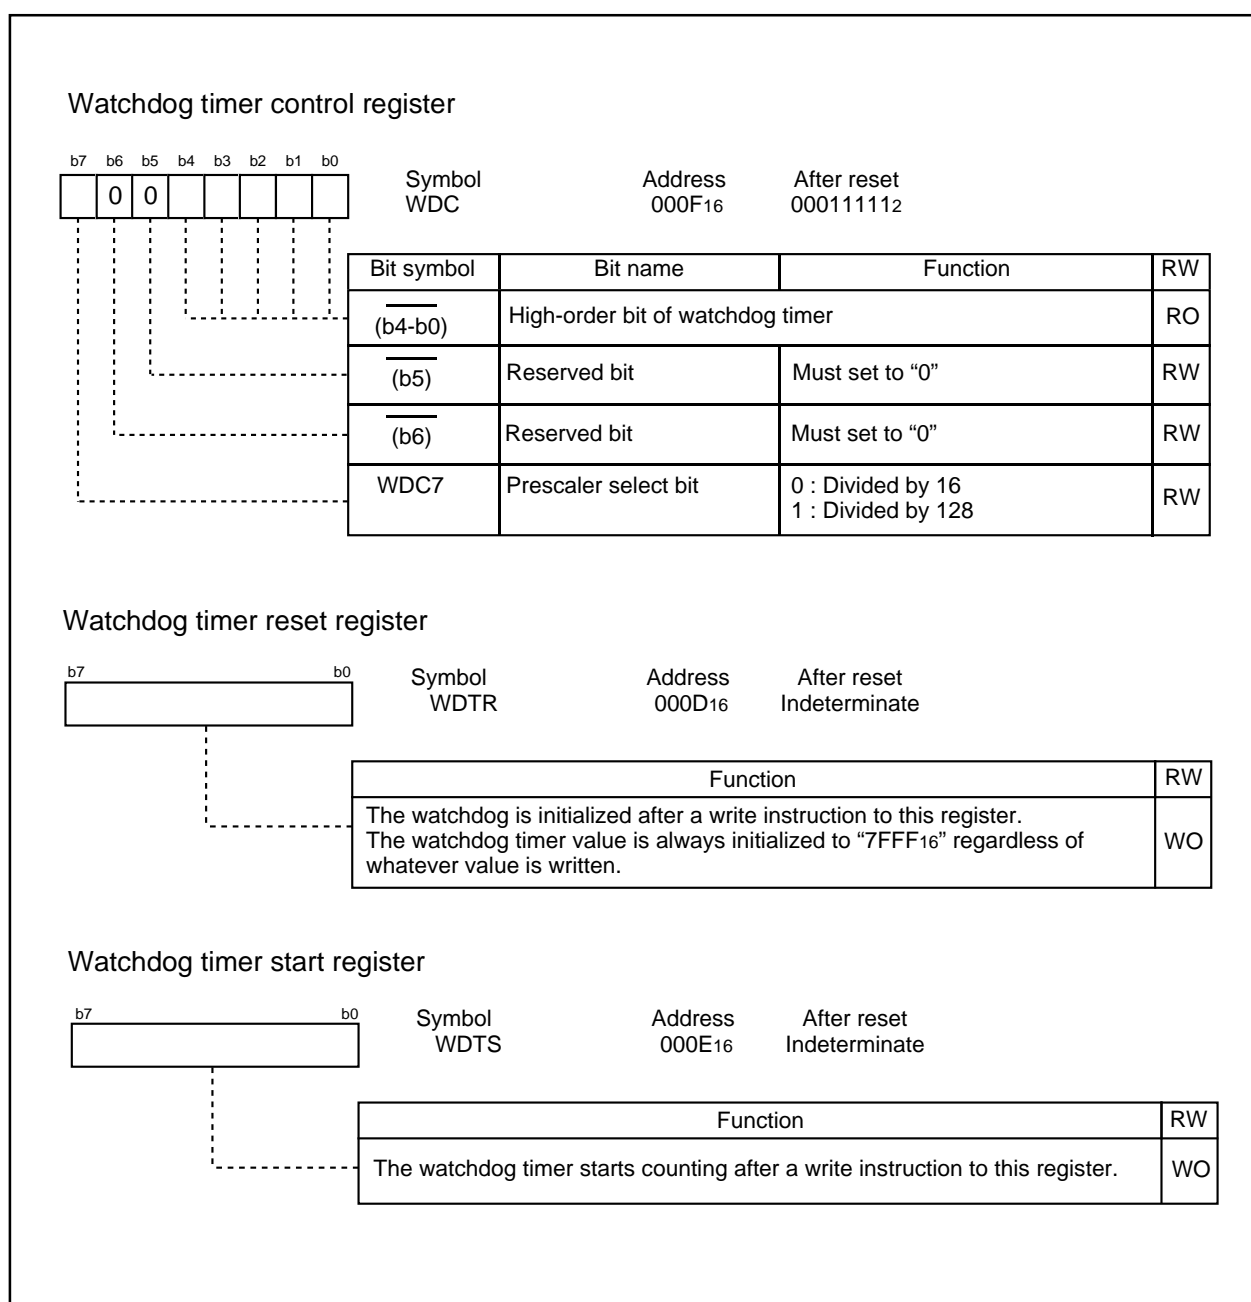 Watchdog timer control register
b7 b6 b5 b4 b3 b2 b1 b0
0 0
Symbol Address After reset
WDC 000F16 000111112
Bit symbol Bit name Function RW
(b4-b0) High-order bit of watchdog timer RO
(b5) Reserved bit Must set to “0” RW
(b6) Reserved bit Must set to “0” RW
WDC7 Prescaler select bit 0 : Divided by 16
1 : Divided by 128
RW
Watchdog timer reset register
b7 b0
Symbol Address After reset
WDTR 000D16 Indeterminate
Function RW
The watchdog is initialized after a write instruction to this register.
The watchdog timer value is always initialized to “7FFF16” regardless of
whatever value is written.
WO
Watchdog timer start register
b7 b0
Symbol Address After reset
WDTS 000E16 Indeterminate
Function RW
The watchdog timer starts counting after a write instruction to this register. WO